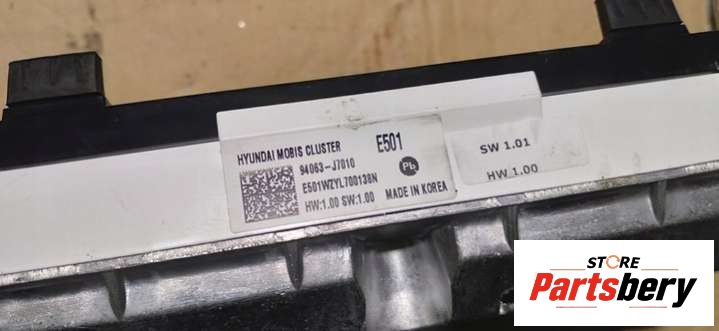 HYUNDAI MOBIS CLUSTER E501
94063-J7010
E501WZYL700138N
HW:1.00 SW:1.00
Pb
MADE IN KOREA
SW 1.01
HW 1.00
STORE
Partsbery